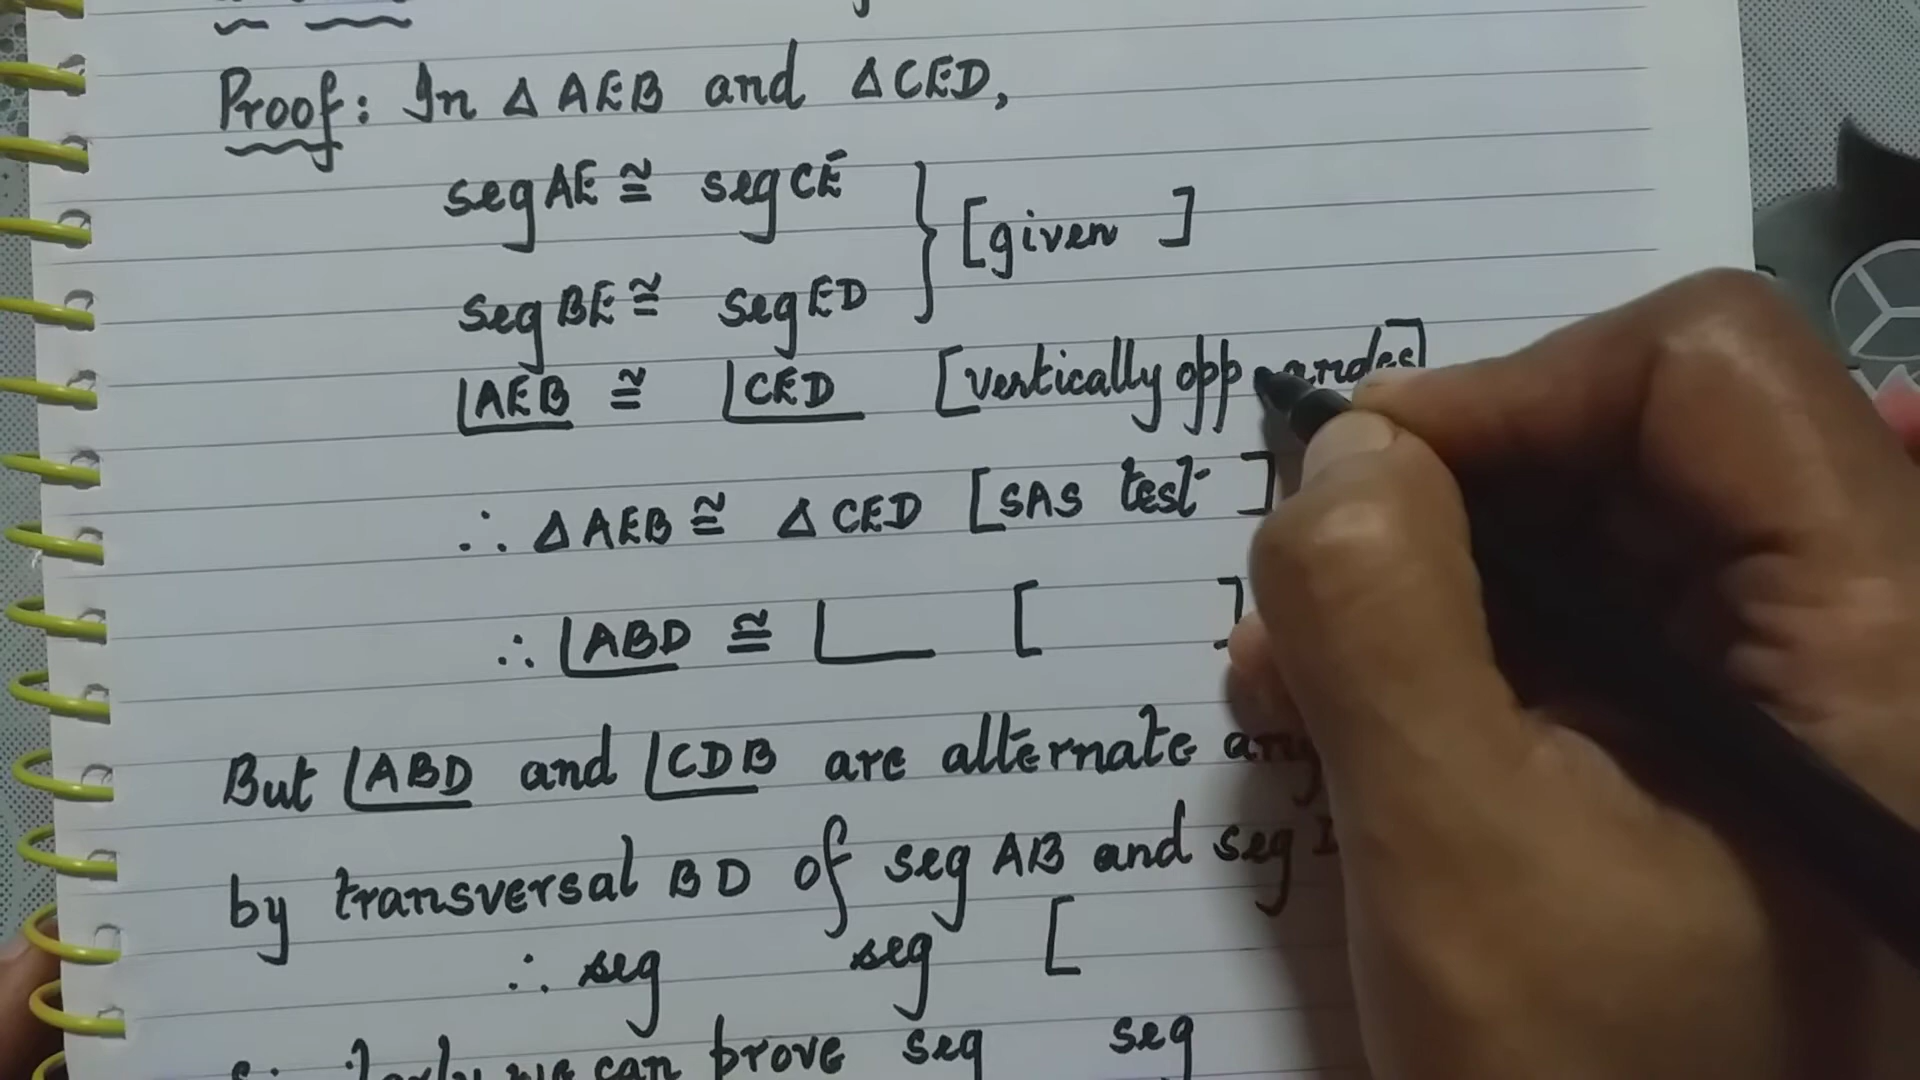 Proof: In Δ AEB and Δ CED,
seg AE ≅ seg CE } [given ]
seg BE ≅ seg ED
∠AEB ≅ ∠CED [vertically opp angles]
∴ Δ AEB ≅ Δ CED [SAS test ]
∴ ∠ABD ≅ ∠ [ ]
But ∠ABD and ∠CDB are alternate
by transversal BD of seg AB and seg
∴ seg seg [
we can prove seg seg